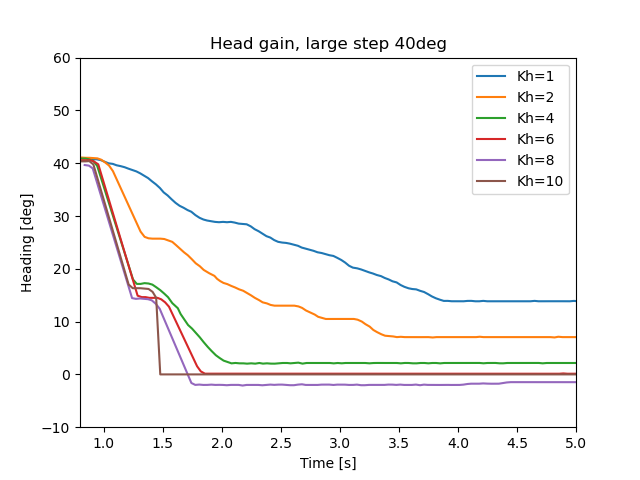 Head gain, large step 40deg
Heading [deg]
60
50
40
30
20
10
0
−10
Kh=1
Kh=2
Kh=4
Kh=6
Kh=8
Kh=10
1.0 1.5 2.0 2.5 3.0 3.5 4.0 4.5 5.0
Time [s]